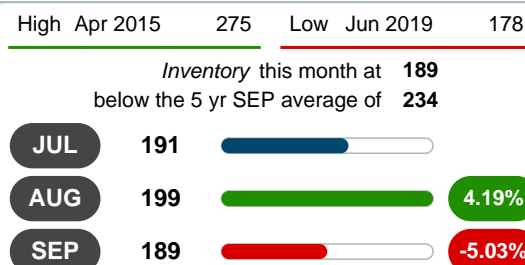 High Apr 2015 275 Low Jun 2019 178
Inventory this month at 189
below the 5 yr SEP average of 234
JUL 191
AUG 199 4.19%
SEP 189 -5.03%